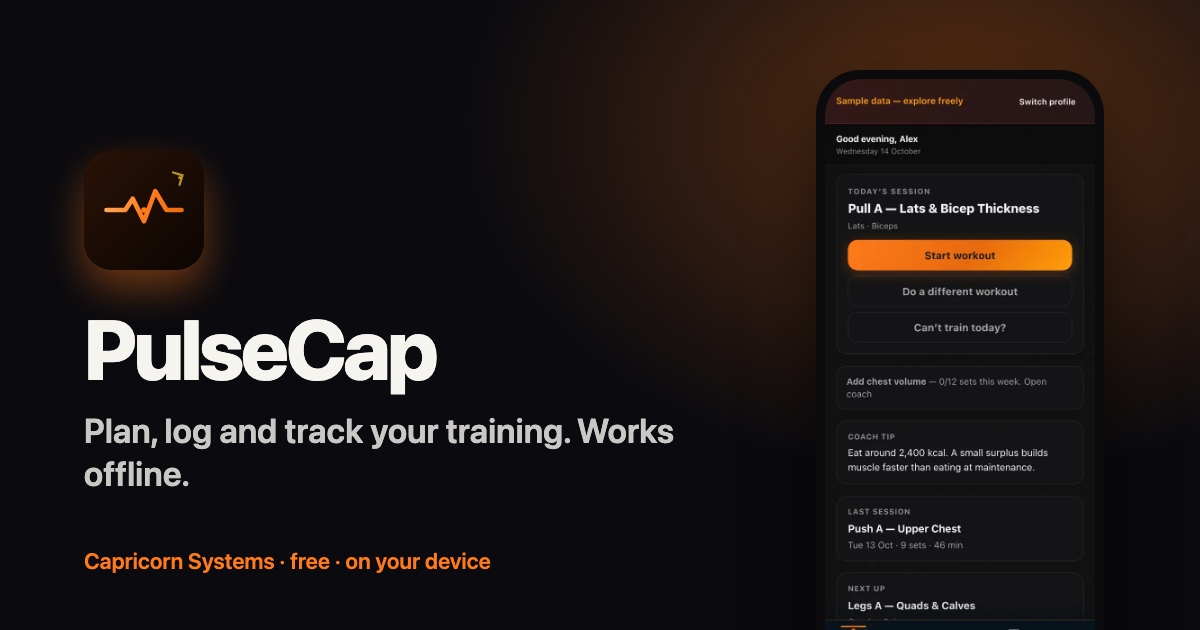 PulseCap
Plan, log and track your training. Works
offline.
Capricorn Systems · free · on your device
Sample data — explore freely
Switch profile
Good evening, Alex
Wednesday 14 October
TODAY'S SESSION
Pull A — Lats & Bicep Thickness
Lats · Biceps
Start workout
Do a different workout
Can't train today?
Add chest volume — 0/12 sets this week. Open
coach
COACH TIP
Eat around 2,400 kcal. A small surplus builds
muscle faster than eating at maintenance.
LAST SESSION
Push A — Upper Chest
Tue 13 Oct · 9 sets · 46 min
NEXT UP
Legs A — Quads & Calves